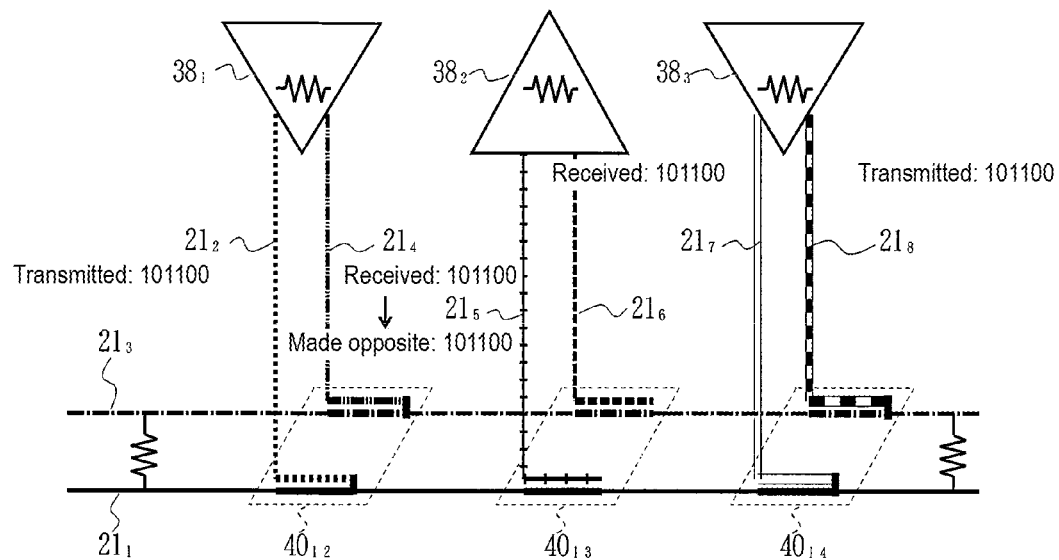 38₁
38₂
38₃
Received: 101100
Transmitted: 101100
21₂
21₄
21₇
21₈
Transmitted: 101100
Received: 101100
21₅
21₆
Made opposite: 101100
21₃
21₁
40₁₂
40₁₃
40₁₄